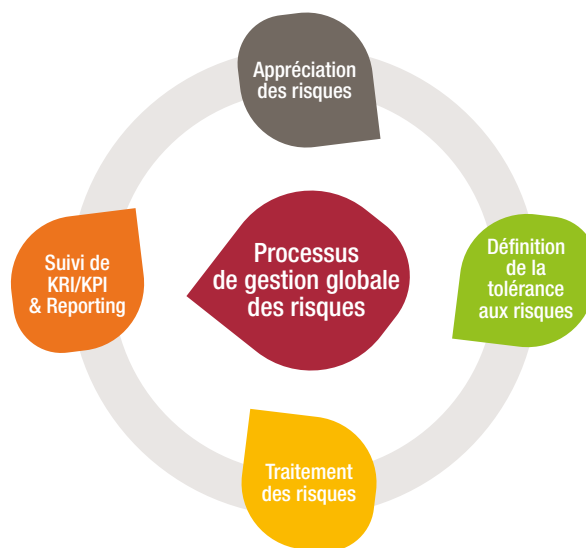 Appréciation
des risques
Processus
de gestion globale
des risques
Définition
de la
tolérance
aux risques
Traitement
des risques
Suivi de
KRI/KPI
& Reporting